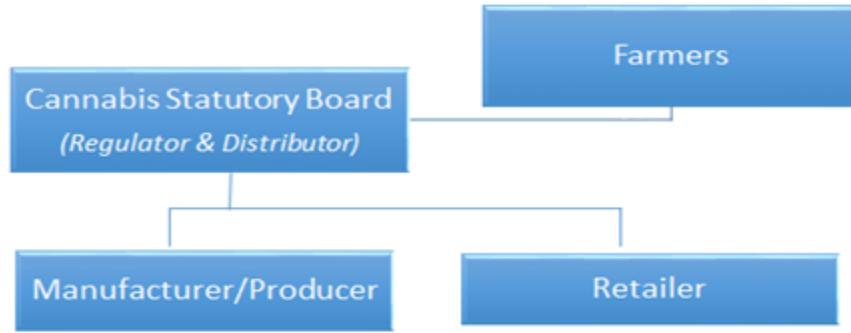 Farmers
Cannabis Statutory Board
(Regulator & Distributor)
Manufacturer/Producer
Retailer